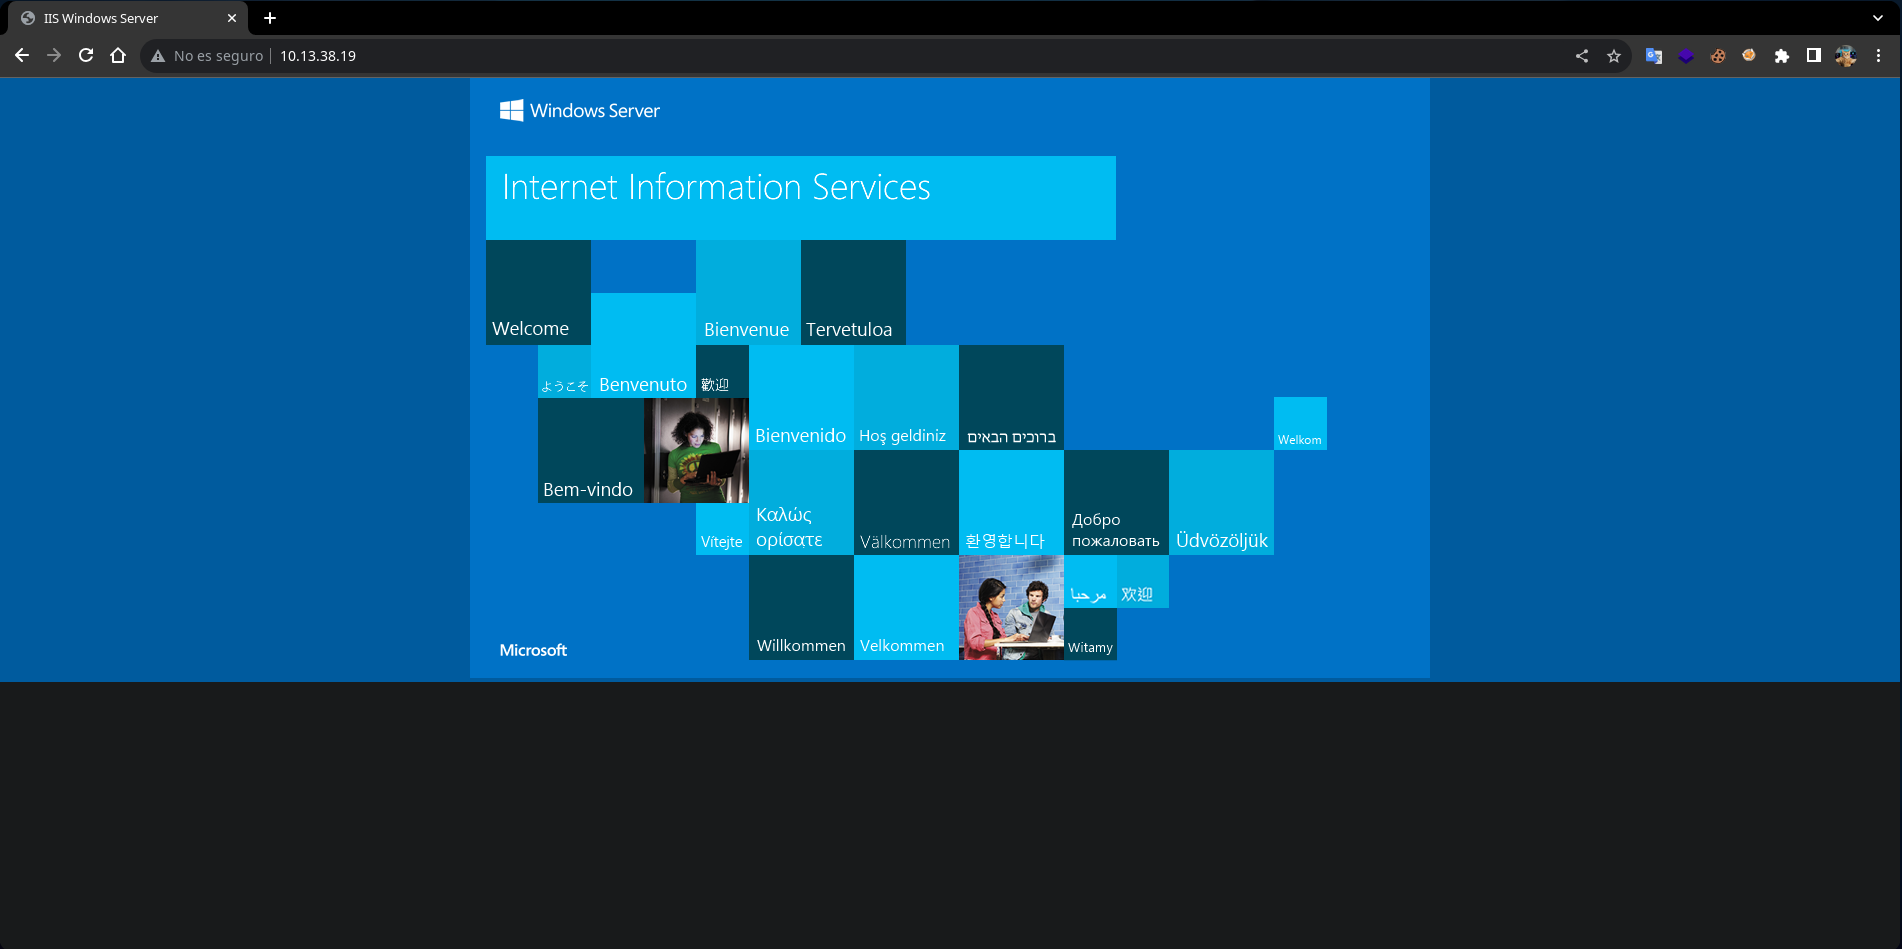 IIS Windows Server
No es seguro
10.13.38.19
Windows Server
Internet Information Services
Welcome
Bienvenue
Tervetuloa
ようこそ
Benvenuto
歡迎
Bienvenido
Hoş geldiniz
ברוכים הבאים
Welkom
Bem-vindo
Vítejte
Καλώς
ορίσατε
Välkommen
환영합니다
Добро
пожаловать
Üdvözöljük
Willkommen
Velkommen
مرحبا
欢迎
Witamy
Microsoft